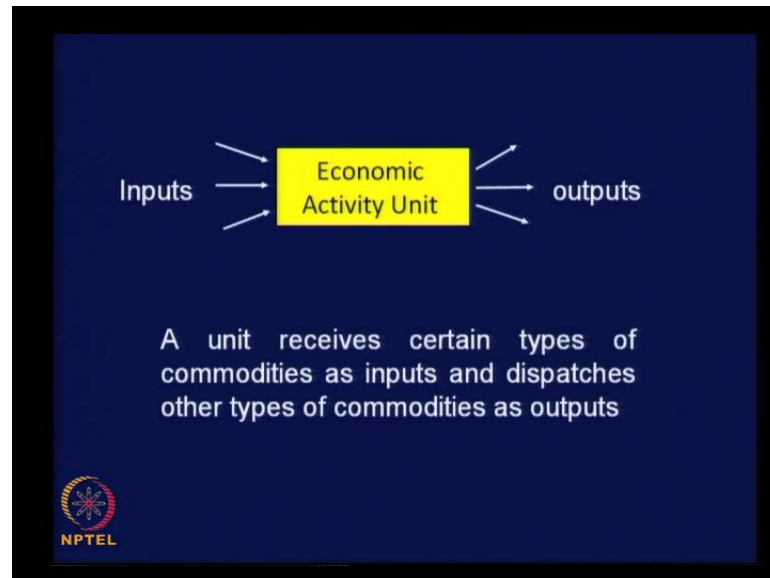 Economic
Inputs Activity Unit outputs
A unit receives certain types of
commodities as inputs and dispatches
other types of commodities as outputs
NPTEL